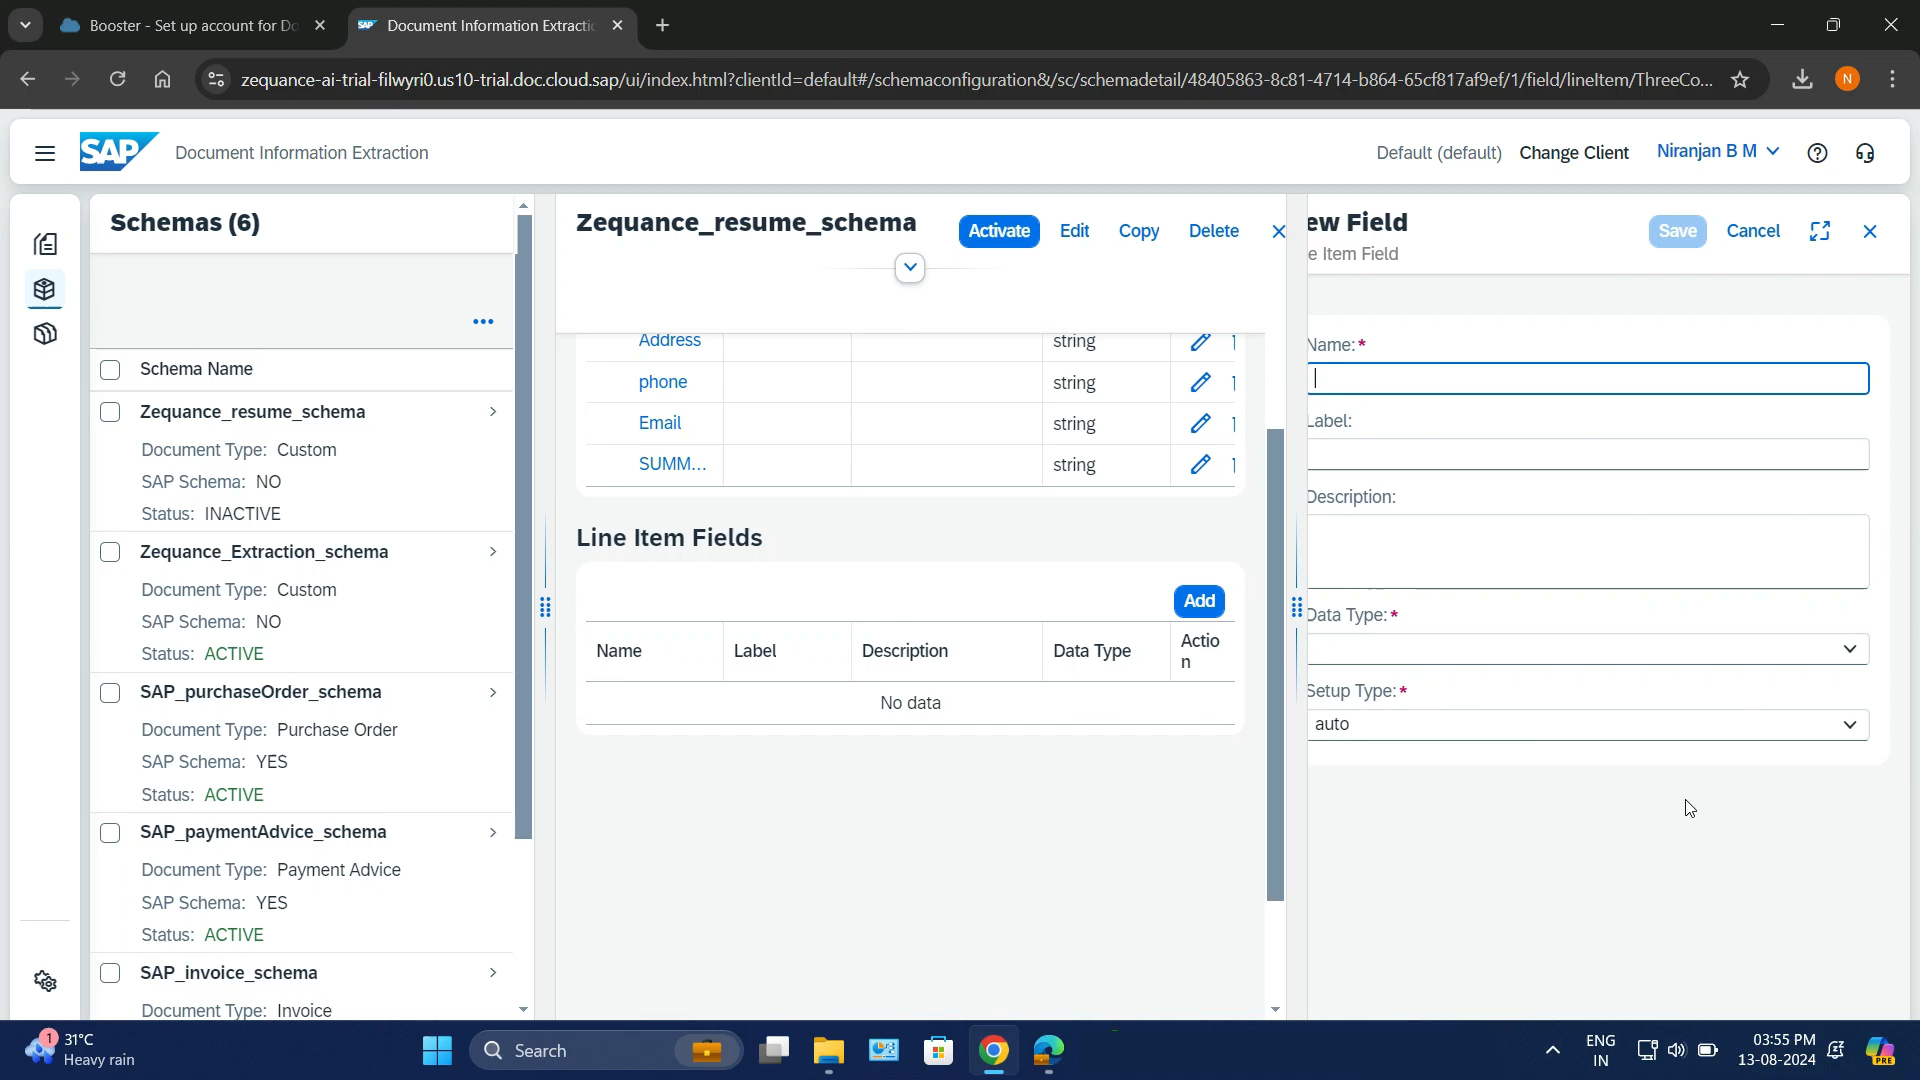 Booster - Set up account for Do
Document Information Extractio
zequance-ai-trial-filwyri0.us10-trial.doc.cloud.sap/ui/index.html?clientId=default#/schemaconfiguration&/sc/schemadetail/48405863-8c81-4714-b864-65cf817af9ef/1/field/lineItem/ThreeCo...
N
SAP
Document Information Extraction
Default (default)
Change Client
Niranjan B M
Schemas (6)
Schema Name
Zequance_resume_schema
Document Type: Custom
SAP Schema: NO
Status: INACTIVE
Zequance_Extraction_schema
Document Type: Custom
SAP Schema: NO
Status: ACTIVE
SAP_purchaseOrder_schema
Document Type: Purchase Order
SAP Schema: YES
Status: ACTIVE
SAP_paymentAdvice_schema
Document Type: Payment Advice
SAP Schema: YES
Status: ACTIVE
SAP_invoice_schema
Document Type: Invoice
Zequance_resume_schema
Activate
Edit
Copy
Delete
Address string
phone string
Email string
SUMM... string
Line Item Fields
Add
Name Label Description Data Type Actio
n
No data
ew Field
e Item Field
Save
Cancel
Name:*
Label:
Description:
Data Type:*
Setup Type:*
auto
1
31°C
Heavy rain
Search
ENG
IN
03:55 PM
13-08-2024
PRE